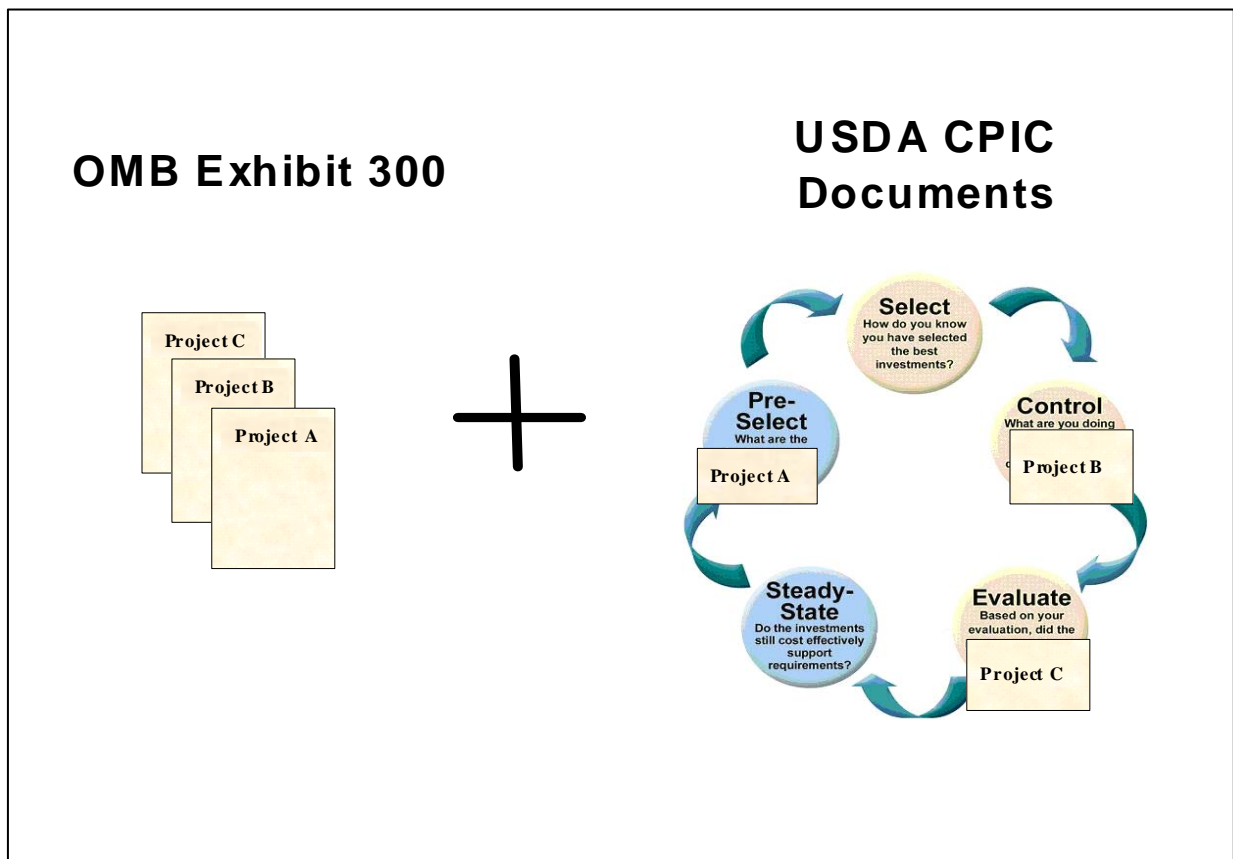 OMB Exhibit 300
USDA CPIC
Documents
Project C
Project B
Project A
Select
How do you know
you have selected
the best
investments?
Pre-
Select
What are the
Project A
Control
What are you doing
Project B
Steady-
State
Do the investments
still cost effectively
support
requirements?
Evaluate
Based on your
evaluation, did the
Project C